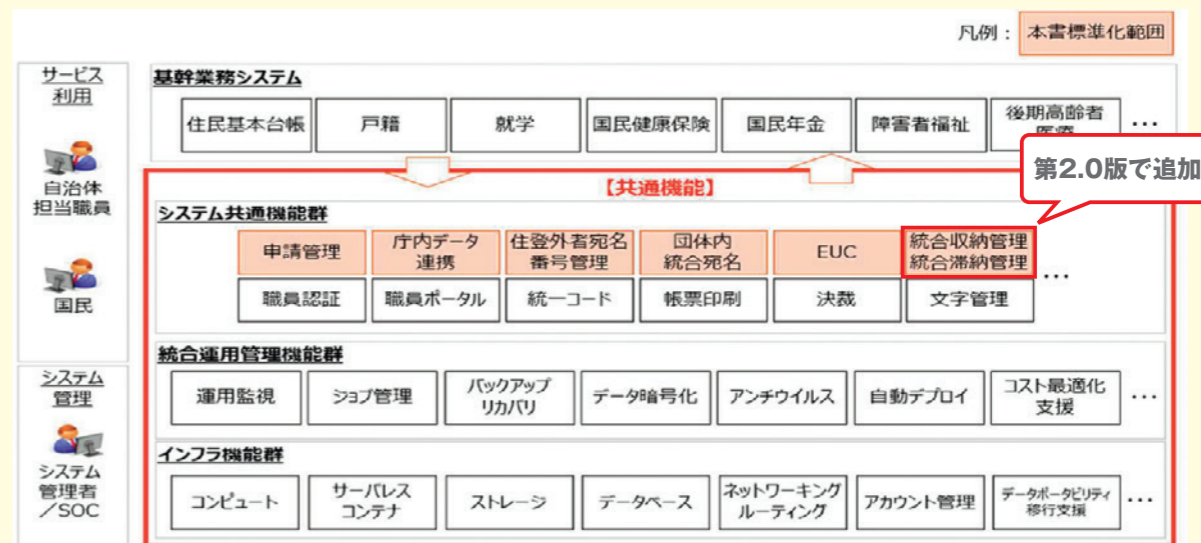 凡例： 本書標準化範囲
サービス
利用
自治体
担当職員
国民
システム
管理
システム
管理者
／SOC
基幹業務システム
住民基本台帳
戸籍
就学
国民健康保険
国民年金
障害者福祉
後期高齢者
医療
…
第2.0版で追加
【共通機能】
システム共通機能群
申請管理
庁内データ
連携
住登外者宛名
番号管理
団体内
統合宛名
EUC
統合収納管理
統合滞納管理
…
職員認証
職員ポータル
統一コード
帳票印刷
決裁
文字管理
統合運用管理機能群
運用監視
ジョブ管理
バックアップ
リカバリ
データ暗号化
アンチウイルス
自動デプロイ
コスト最適化
支援
…
インフラ機能群
コンピュート
サーバレス
コンテナ
ストレージ
データベース
ネットワーキング
ルーティング
アカウント管理
データポータビリティ
移行支援
…